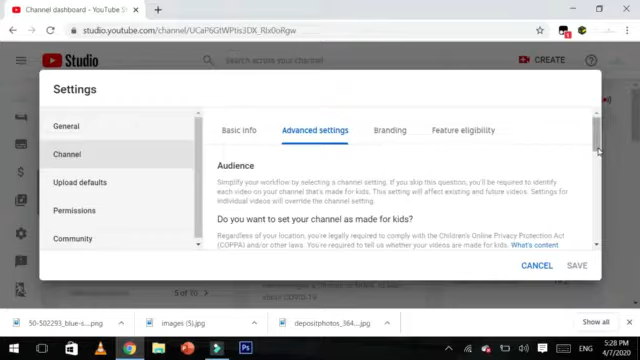 Channel dashboard - YouTube St
studio.youtube.com/channel/UCaP6GtWPtis3DX_RIx0oRgw
Studio
Search across your channel
CREATE
Settings
General
Channel
Upload defaults
Permissions
Community
Basic info
Advanced settings
Branding
Feature eligibility
Audience
Simplify your workflow by selecting a channel setting. If you skip this question, you'll be required to identify
each video on your channel that's made for kids. This setting will affect existing and future videos. Settings for
individual videos will override the channel setting.
Do you want to set your channel as made for kids?
Regardless of your location, you're legally required to comply with the Children's Online Privacy Protection Act
(COPPA) and/or other laws. You're required to tell us whether your videos are made for kids. What's content
CANCEL
SAVE
50-502293_blue-s....png
images (5).jpg
depositphotos_364....jpg
Show all
ENG
5:28 PM
4/7/2020